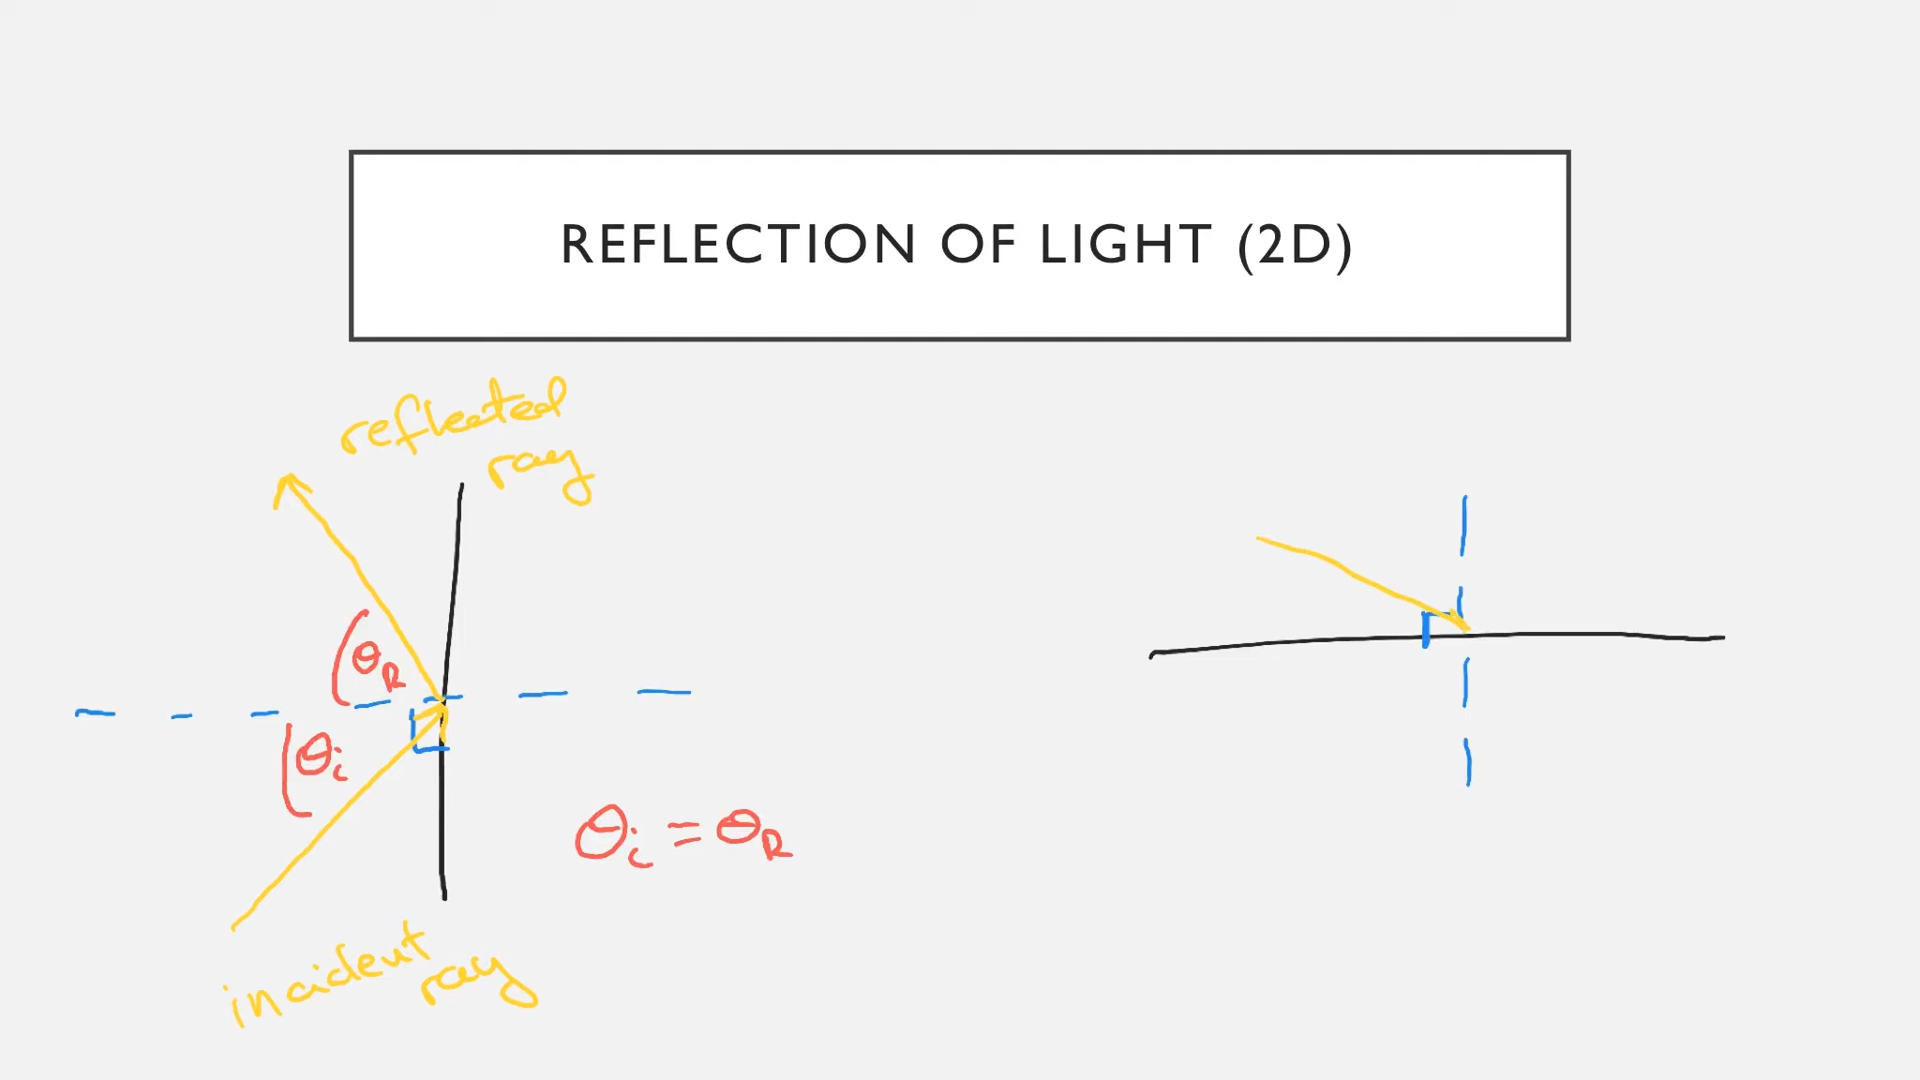 REFLECTION OF LIGHT (2D)
reflected
ray
θR
θi
θi = θR
incident
ray